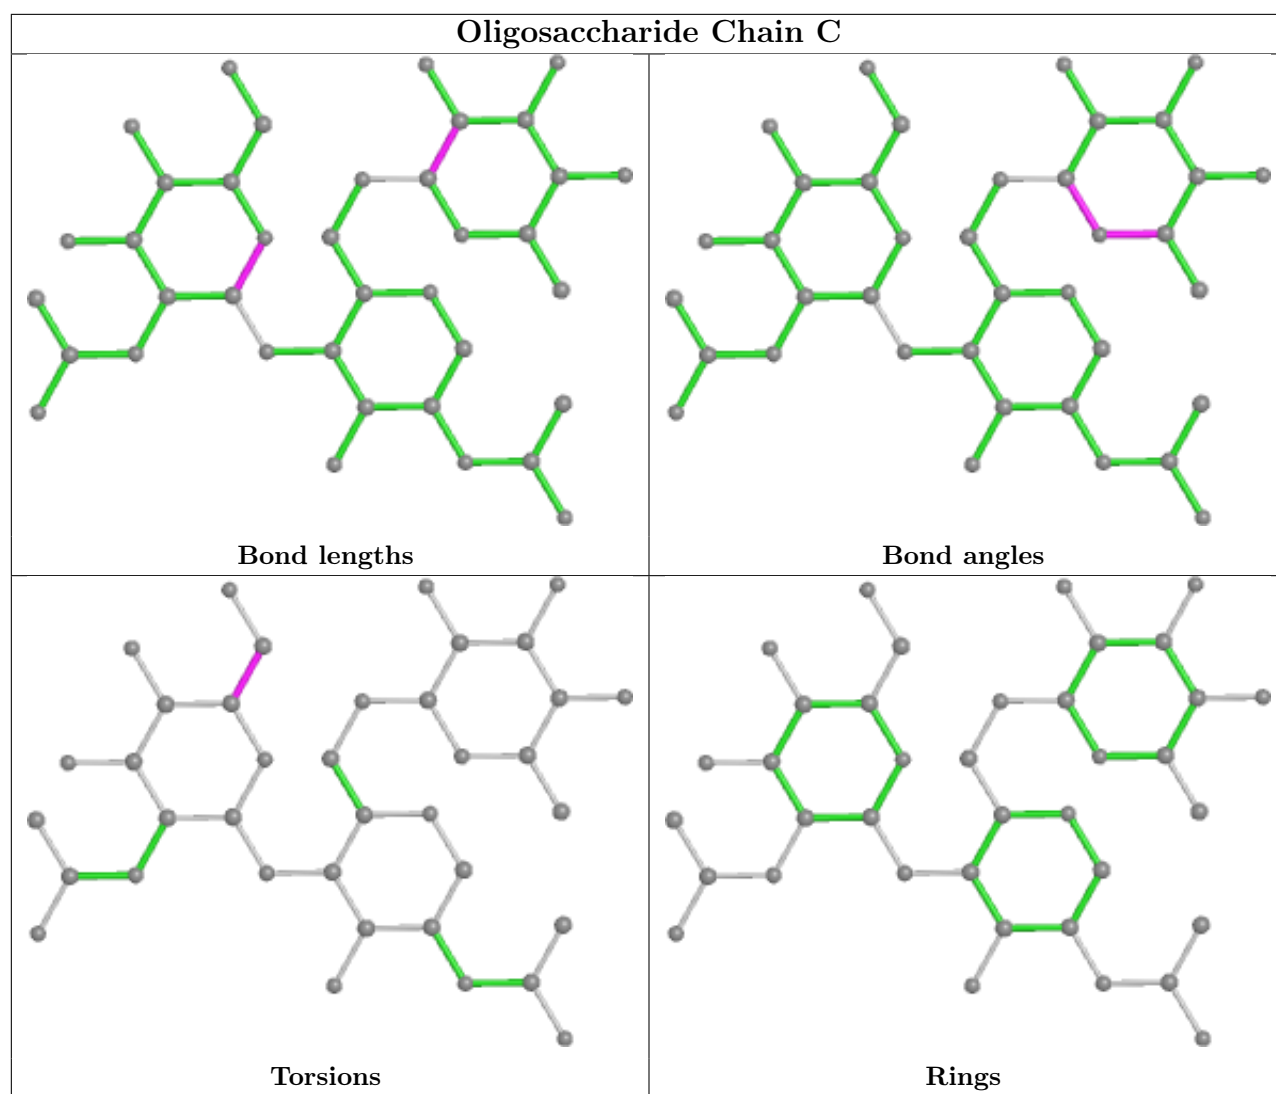 Oligosaccharide Chain C
Bond lengths
Bond angles
Torsions
Rings